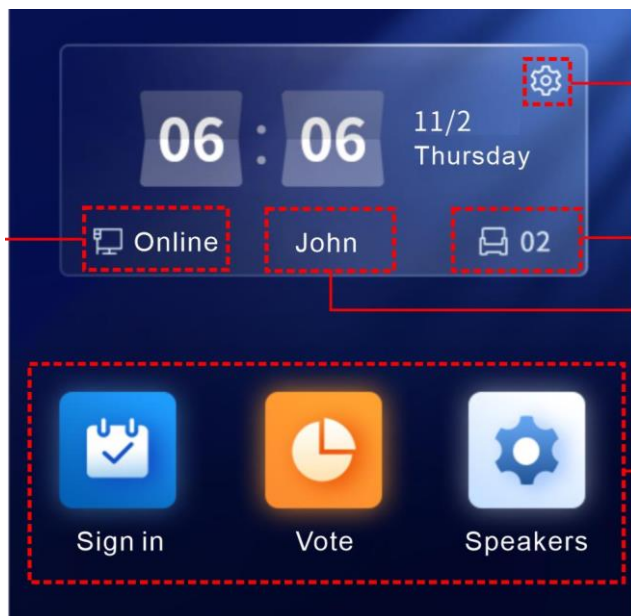 06 : 06
11/2
Thursday
Online
John
02
Sign in
Vote
Speakers